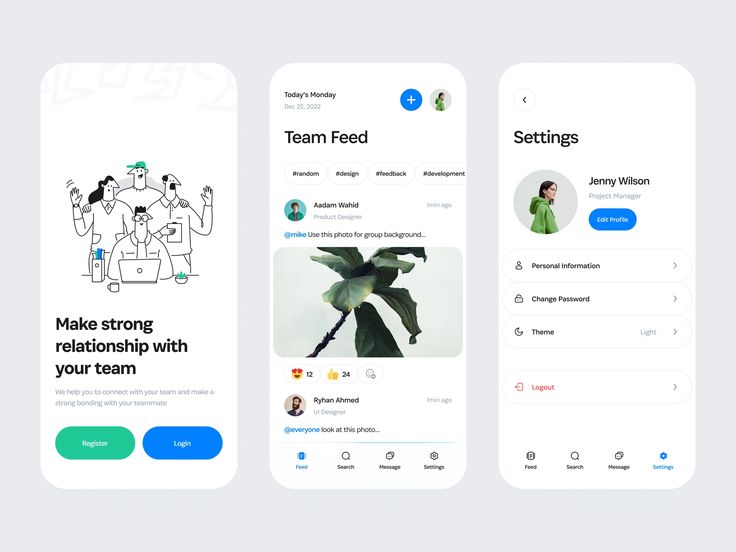 Make strong
relationship with
your team
We help you to connect with your team and make a
strong bonding with your teammate
Register
Login
Today's Monday
Dec 22, 2022
Team Feed
#random
#design
#feedback
#development
Aadam Wahid
1min ago
Product Designer
@mike Use this photo for group background...
12
24
Ryhan Ahmed
1min ago
UI Designer
@everyone look at this photo...
Feed
Search
Message
Settings
Settings
Jenny Wilson
Project Manager
Edit Profile
Personal Information
Change Password
Theme
Light
Logout
Feed
Search
Message
Settings